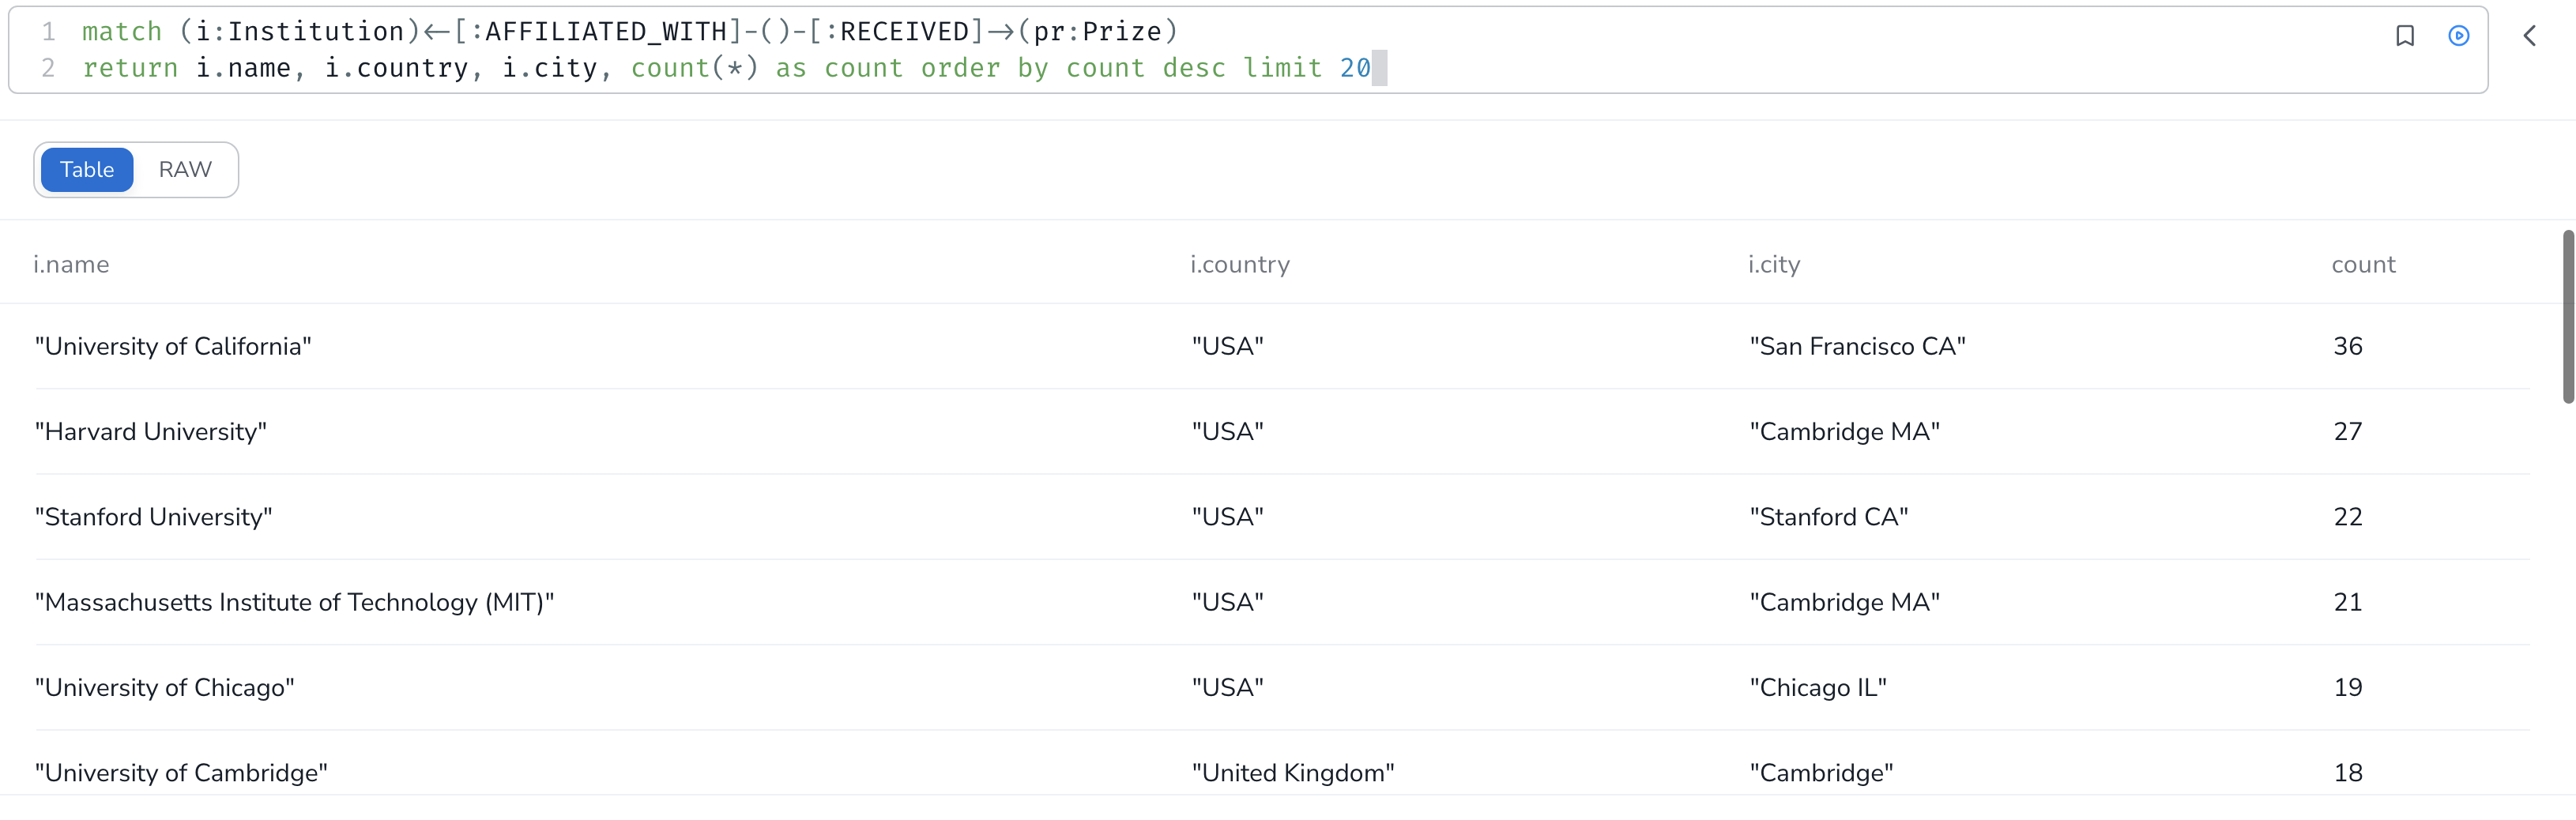 1 match (i:Institution)<-[:AFFILIATED_WITH]-()-[:RECEIVED]->(pr:Prize)
2 return i.name, i.country, i.city, count(*) as count order by count desc limit 20
Table RAW
i.name i.country i.city count
"University of California" "USA" "San Francisco CA" 36
"Harvard University" "USA" "Cambridge MA" 27
"Stanford University" "USA" "Stanford CA" 22
"Massachusetts Institute of Technology (MIT)" "USA" "Cambridge MA" 21
"University of Chicago" "USA" "Chicago IL" 19
"University of Cambridge" "United Kingdom" "Cambridge" 18